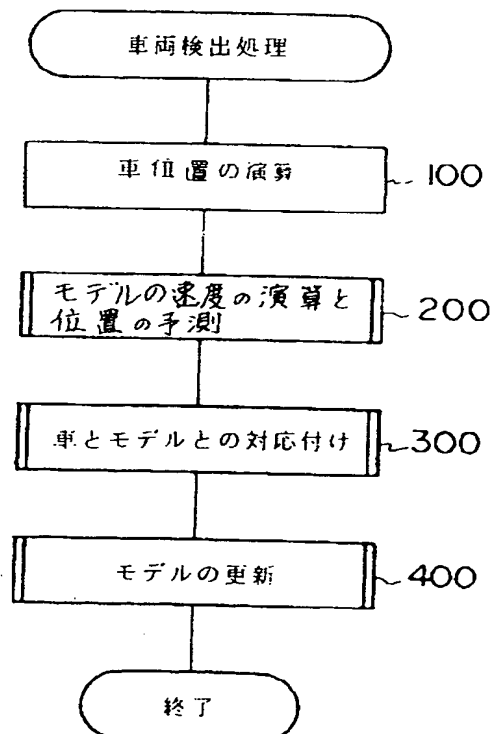 車両検出処理
車位置の演算
100
モデルの速度の演算と
位置の予測
200
車とモデルとの対応付け
300
モデルの更新
400
終了